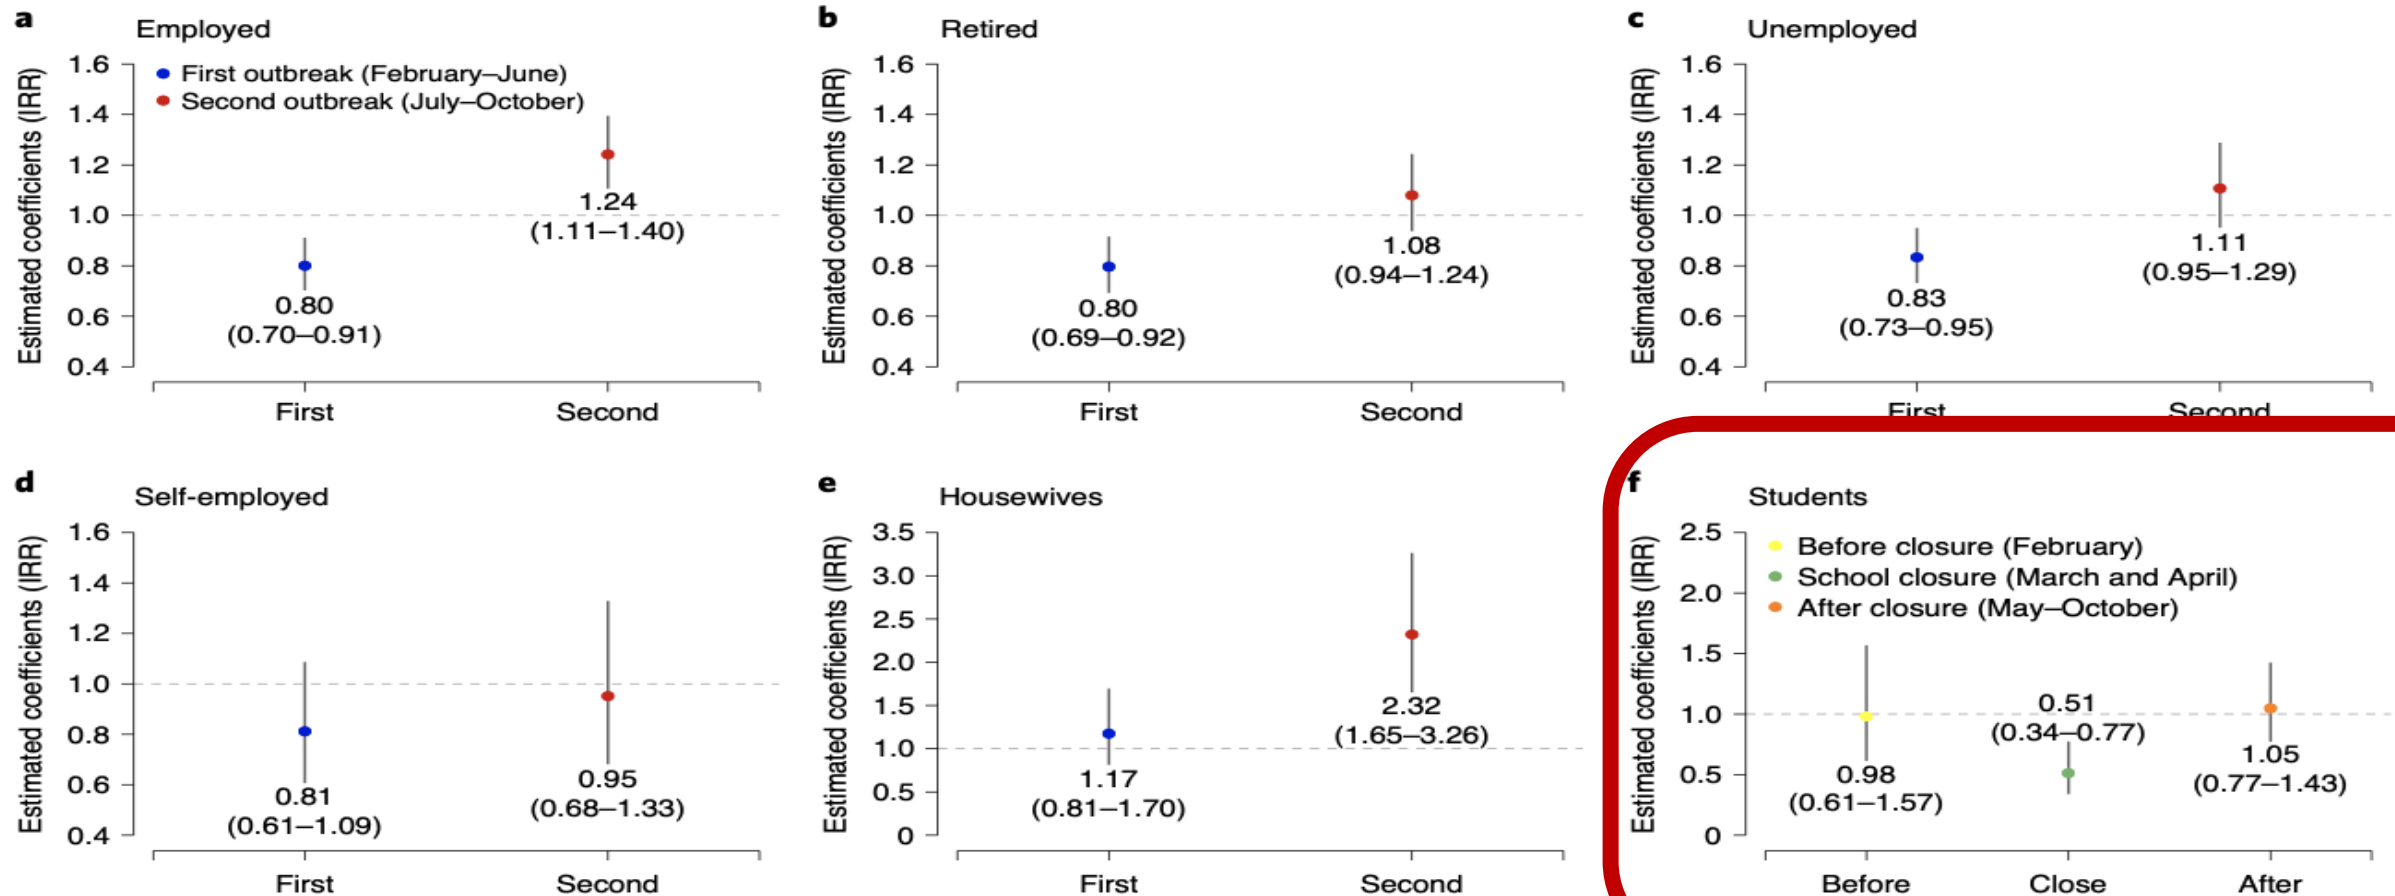 a
Employed
Estimated coefficients (IRR)
1.6
1.4
1.2
1.0
0.8
0.6
0.4
First outbreak (February–June)
Second outbreak (July–October)
1.24
(1.11–1.40)
0.80
(0.70–0.91)
First
Second
b
Retired
Estimated coefficients (IRR)
1.6
1.4
1.2
1.0
0.8
0.6
0.4
1.08
(0.94–1.24)
0.80
(0.69–0.92)
First
Second
c
Unemployed
Estimated coefficients (IRR)
1.6
1.4
1.2
1.0
0.8
0.6
0.4
1.11
(0.95–1.29)
0.83
(0.73–0.95)
First
Second
d
Self-employed
Estimated coefficients (IRR)
1.6
1.4
1.2
1.0
0.8
0.6
0.4
0.81
(0.61–1.09)
0.95
(0.68–1.33)
First
Second
e
Housewives
Estimated coefficients (IRR)
3.5
3.0
2.5
2.0
1.5
1.0
0.5
0
2.32
(1.65–3.26)
1.17
(0.81–1.70)
First
Second
f
Students
Estimated coefficients (IRR)
2.5
2.0
1.5
1.0
0.5
0
Before closure (February)
School closure (March and April)
After closure (May–October)
0.98
(0.61–1.57)
0.51
(0.34–0.77)
1.05
(0.77–1.43)
Before
Close
After